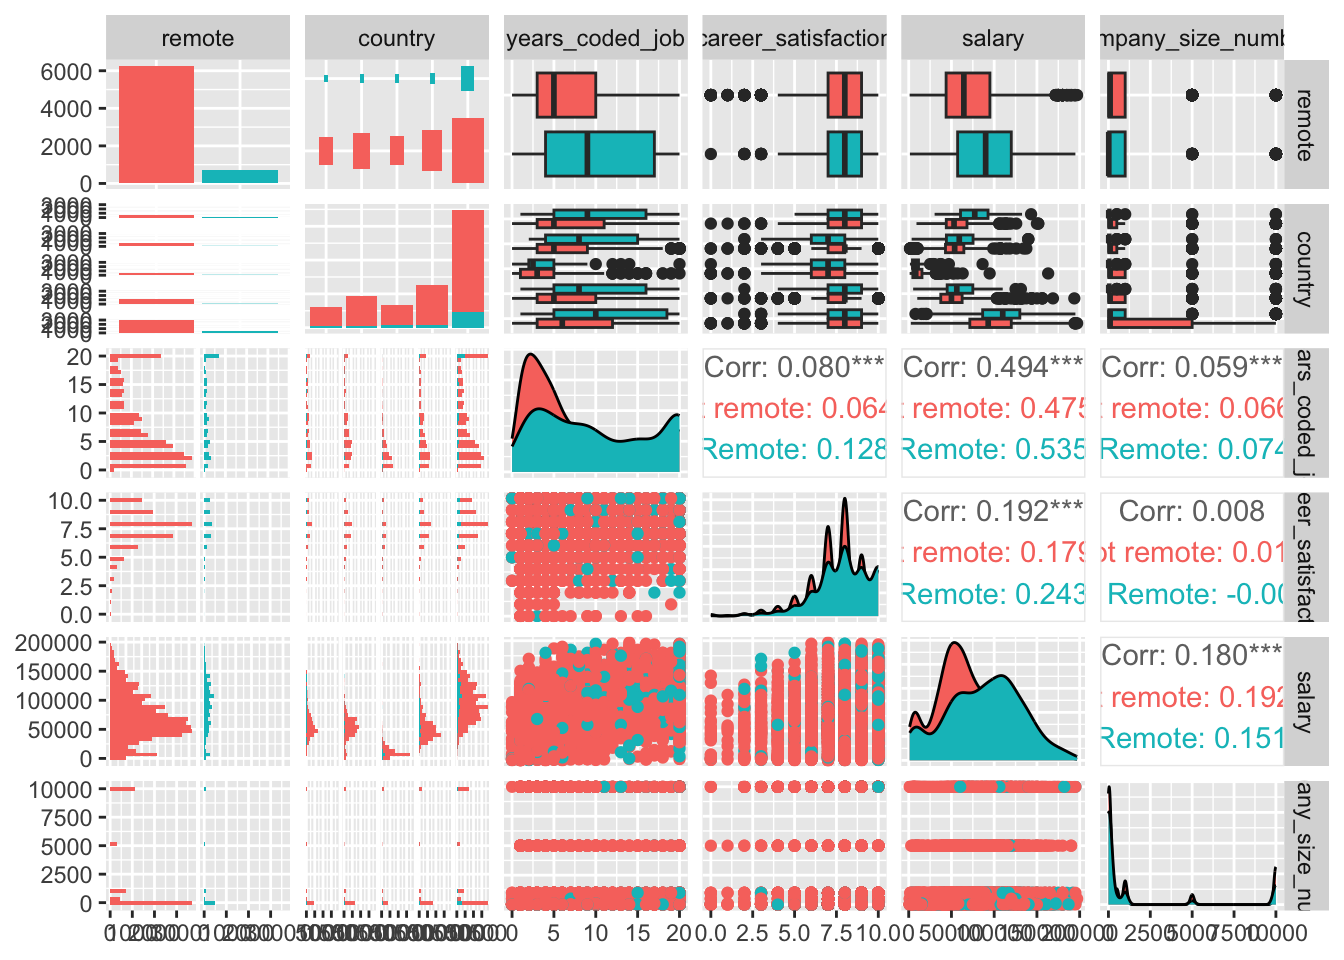 remote
country
years_coded_job
career_satisfaction
salary
mpany_size_numb
6000
4000
2000
0
remote
country
20
15
10
5
0
Corr: 0.080***
Corr: 0.494***
Corr: 0.059***
t remote: 0.064
t remote: 0.475
t remote: 0.066
Remote: 0.128
Remote: 0.535
Remote: 0.074
ars_coded_j
10.0
7.5
5.0
2.5
0.0
Corr: 0.192***
Corr: 0.008
t remote: 0.179
ot remote: 0.01
Remote: 0.243
Remote: -0.00
eer_satisfact
200000
150000
100000
50000
0
Corr: 0.180***
t remote: 0.192
Remote: 0.151
salary
10000
7500
5000
2500
0
any_size_nu
5
10
15
20
0.0
2.5
5.0
7.5
10.0
0
50000
100000
150000
200000
0
2500
5000
7500
10000